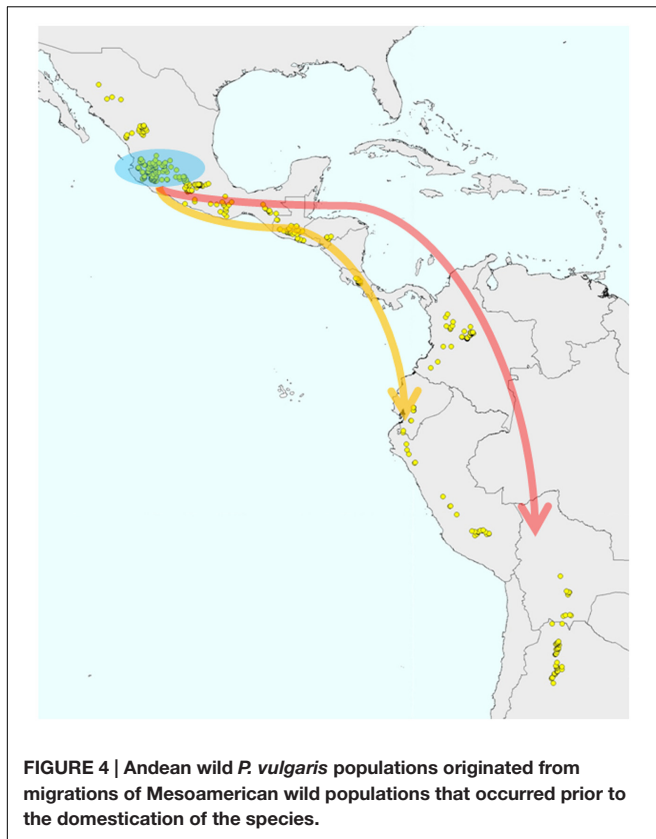 FIGURE 4 | Andean wild P. vulgaris populations originated from
migrations of Mesoamerican wild populations that occurred prior to
the domestication of the species.